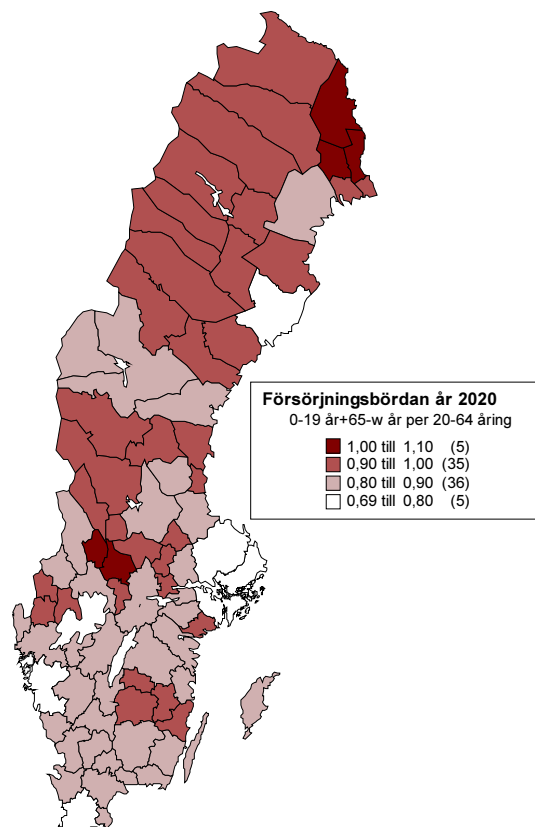 Försörjningsbördan år 2020
0-19 år+65-w år per 20-64 åring
1,00 till 1,10 (5)
0,90 till 1,00 (35)
0,80 till 0,90 (36)
0,69 till 0,80 (5)